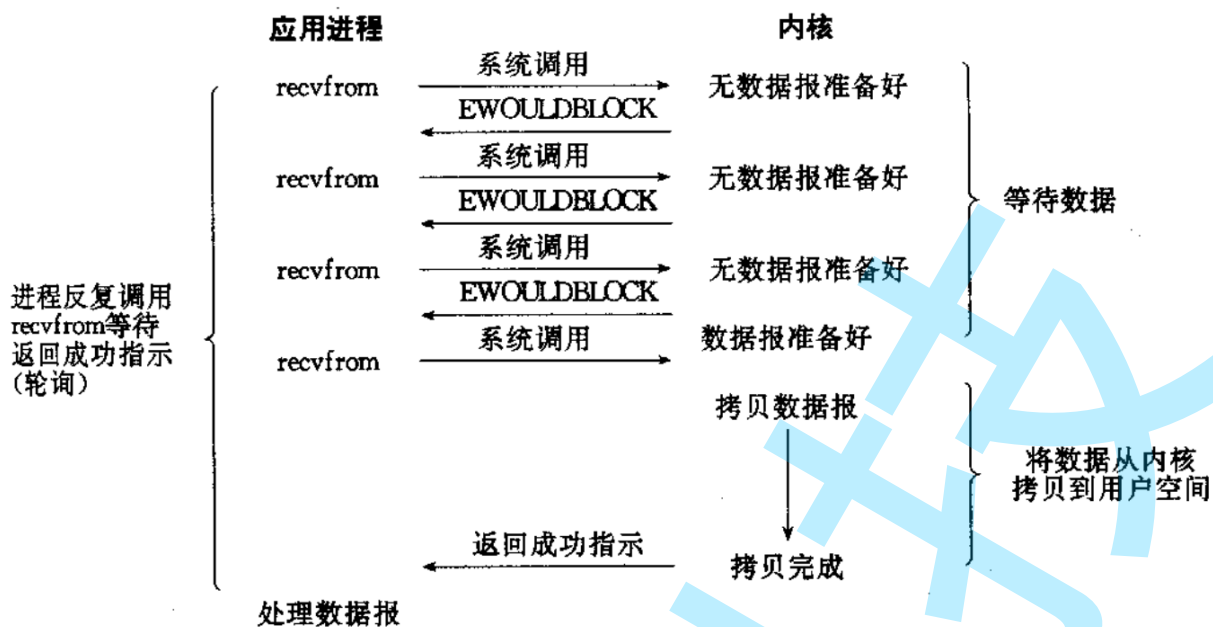 应用进程
内核
recvfrom
系统调用
无数据报准备好
EWOULDBLOCK
recvfrom
系统调用
无数据报准备好
EWOULDBLOCK
recvfrom
系统调用
无数据报准备好
EWOULDBLOCK
recvfrom
系统调用
数据报准备好
等待数据
进程反复调用
recvfrom等待
返回成功指示
(轮询)
拷贝数据报
将数据从内核
拷贝到用户空间
返回成功指示
拷贝完成
处理数据报